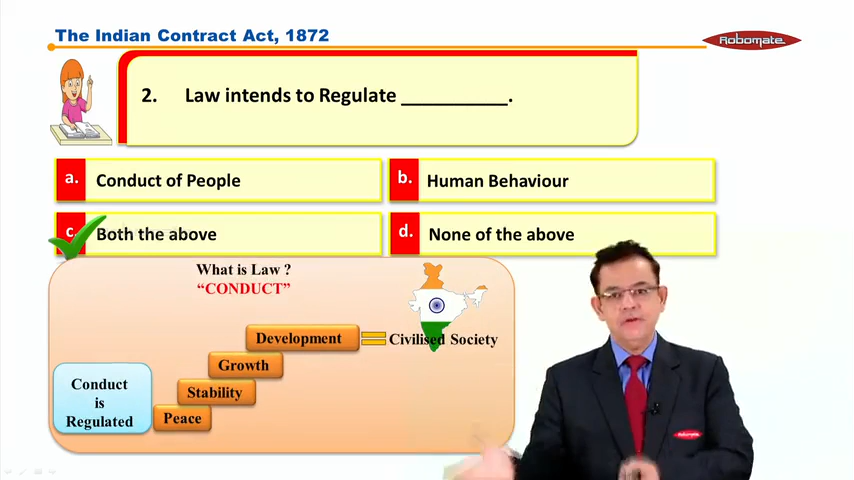 The Indian Contract Act, 1872
Robomate
2. Law intends to Regulate __________.
a. Conduct of People
b. Human Behaviour
c. Both the above
d. None of the above
What is Law ?
“CONDUCT”
Development = Civilised Society
Growth
Stability
Peace
Conduct
is
Regulated
Robomate